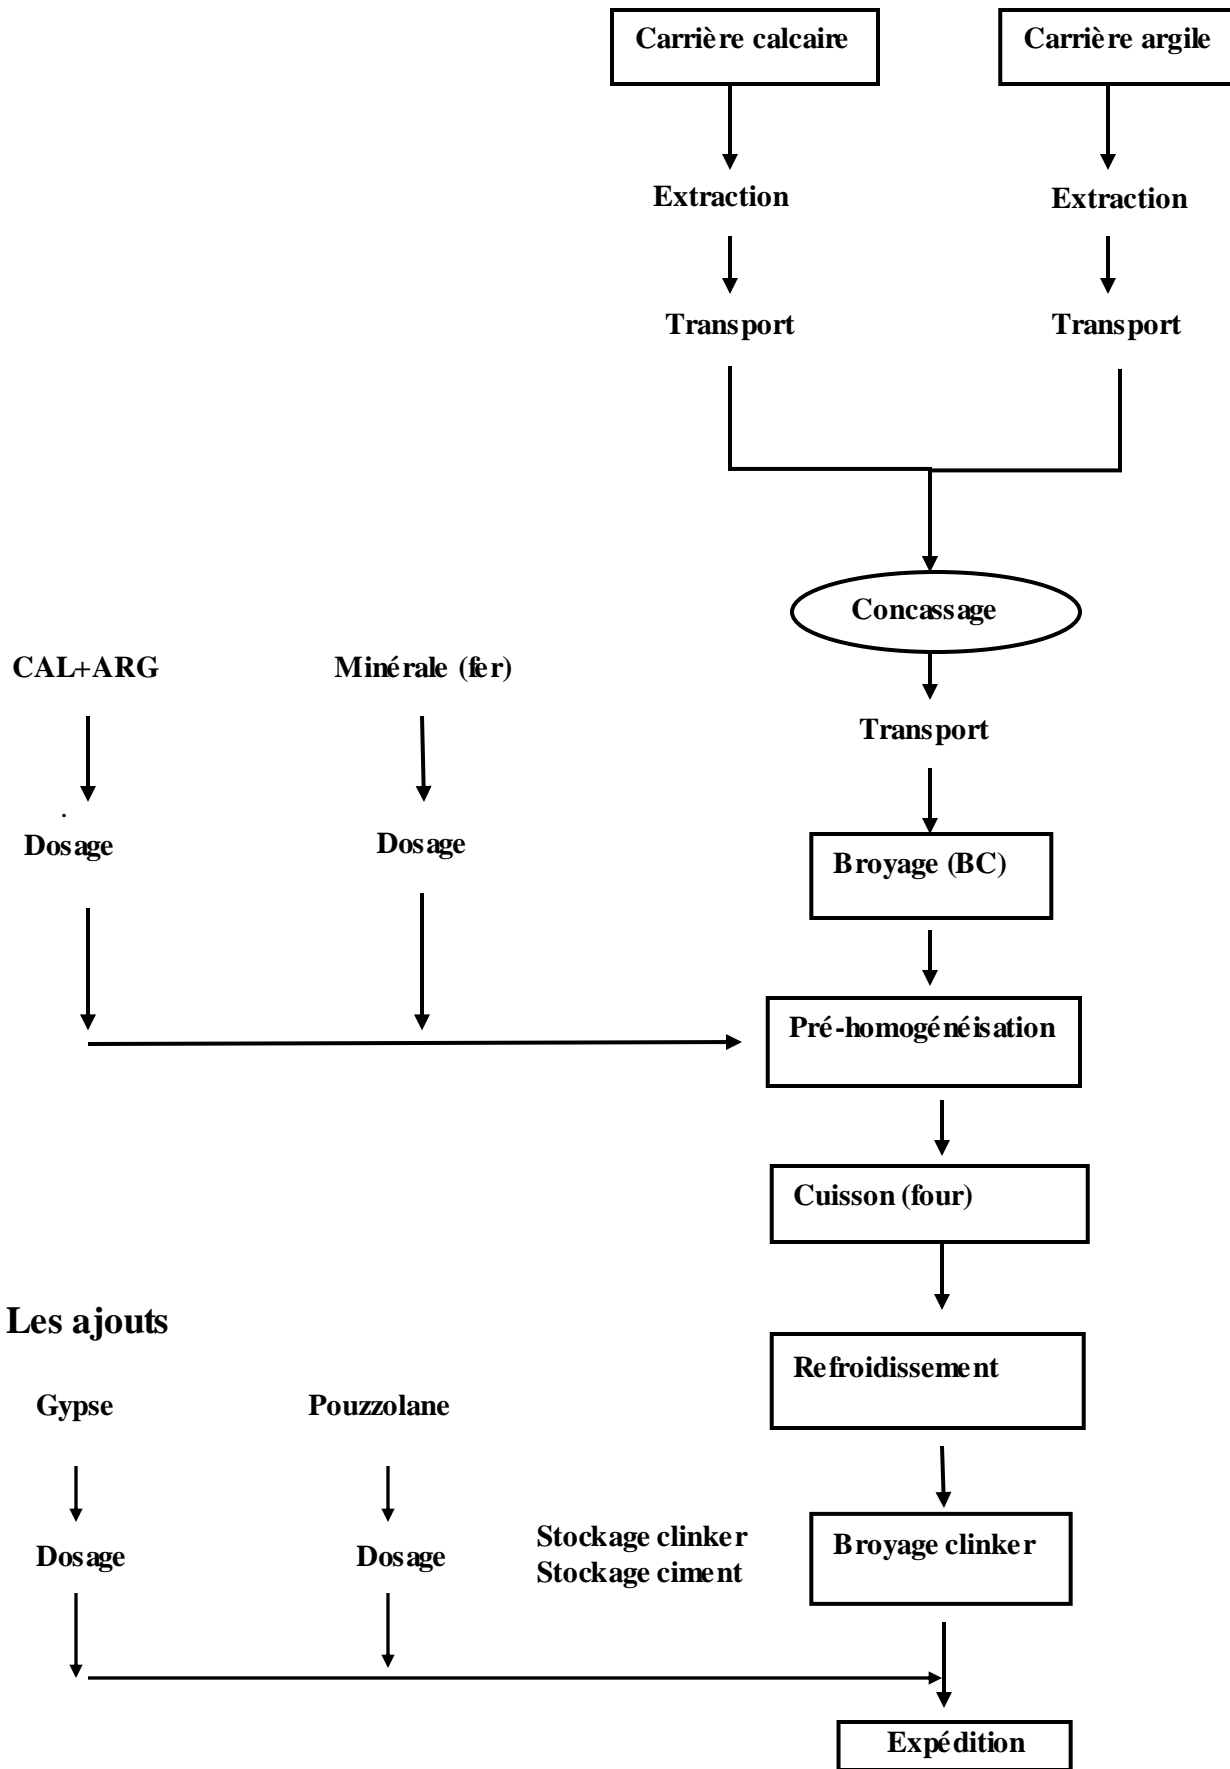 Carrière calcaire
Carrière argile
Extraction
Extraction
Transport
Transport
Concassage
CAL+ARG
Minérale (fer)
Transport
Dosage
Dosage
Broyage (BC)
Pré-homogénéisation
Cuisson (four)
Les ajouts
Refroidissement
Gypse
Pouzzolane
Stockage clinker
Stockage ciment
Broyage clinker
Dosage
Dosage
Expédition